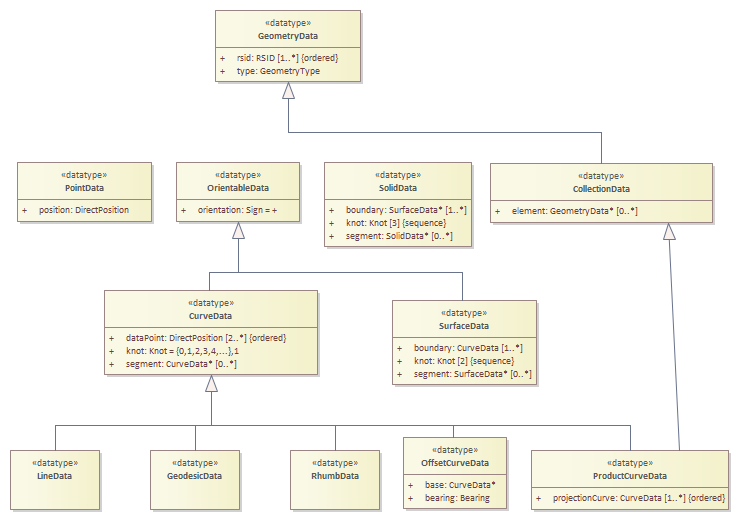 «datatype»
GeometryData
+ rsid: RSID [1..*] {ordered}
+ type: GeometryType
«datatype»
PointData
+ position: DirectPosition
«datatype»
OrientableData
+ orientation: Sign = +
«datatype»
SolidData
+ boundary: SurfaceData* [1..*]
+ knot: Knot [3] {sequence}
+ segment: SolidData* [0..*]
«datatype»
CollectionData
+ element: GeometryData* [0..*]
«datatype»
CurveData
+ dataPoint: DirectPosition [2..*] {ordered}
+ knot: Knot = {0,1,2,3,4,...},1
+ segment: CurveData* [0..*]
«datatype»
SurfaceData
+ boundary: CurveData [1..*]
+ knot: Knot [2] {sequence}
+ segment: SurfaceData* [0..*]
«datatype»
LineData
«datatype»
GeodesicData
«datatype»
RhumbData
«datatype»
OffsetCurveData
+ base: CurveData*
+ bearing: Bearing
«datatype»
ProductCurveData
+ projectionCurve: CurveData [1..*] {ordered}